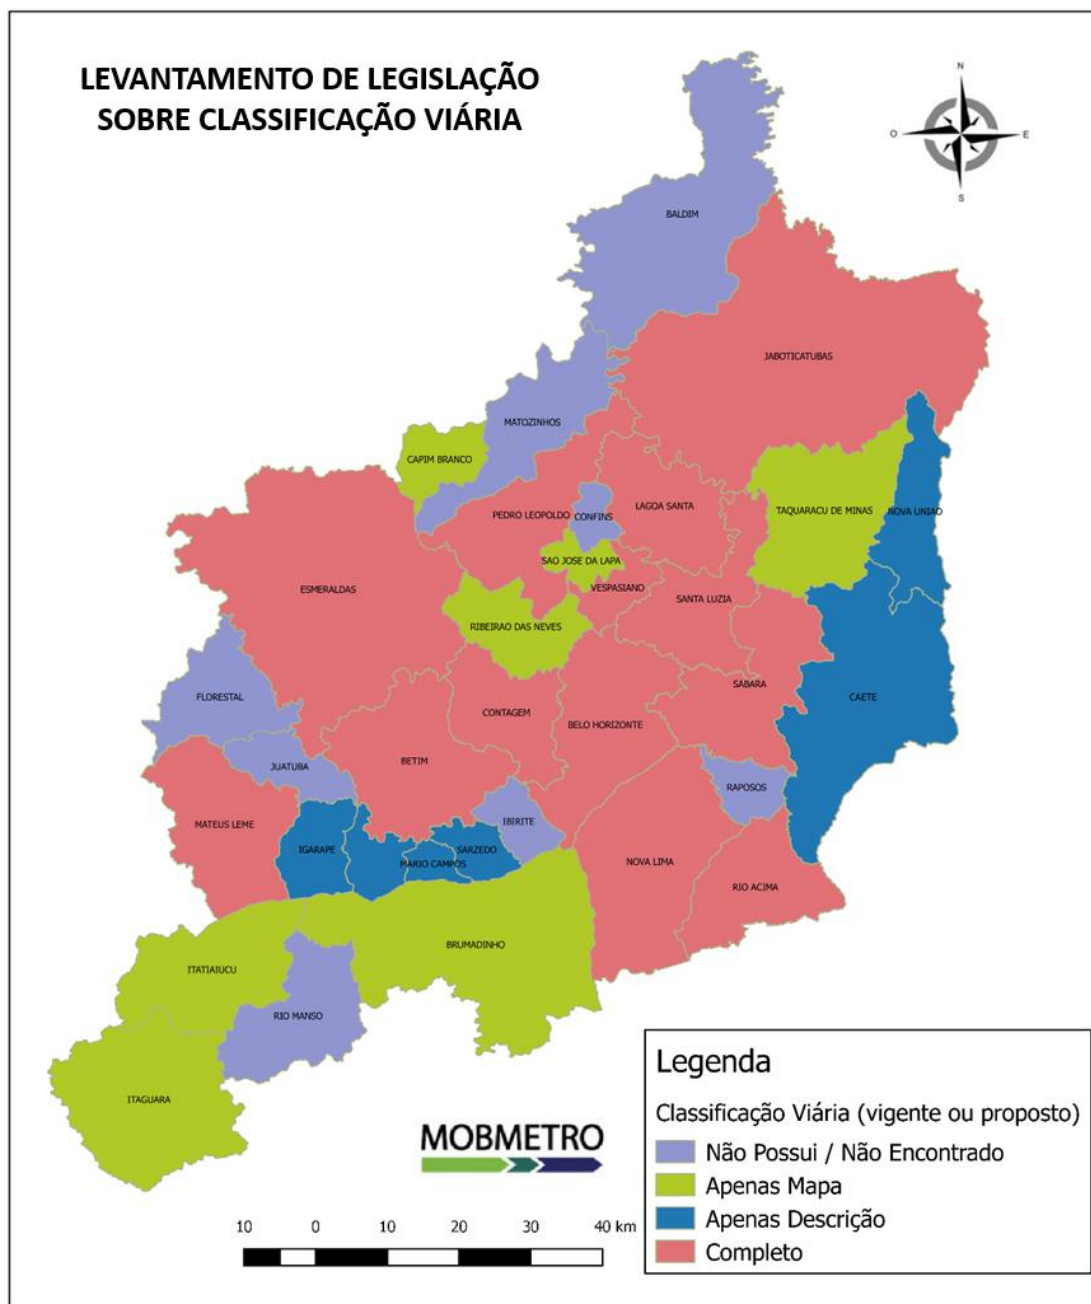 LEVANTAMENTO DE LEGISLAÇÃO
SOBRE CLASSIFICAÇÃO VIÁRIA
N
O
E
S
BALDIM
JABOTICATUBAS
MATOZINHOS
CAPIM BRANCO
LAGOA SANTA
PEDRO LEOPOLDO
CONFINS
TAQUARACU DE MINAS
NOVA UNIAO
SAO JOSE DA LAPA
ESMERALDAS
VESPASIANO
SANTA LUZIA
RIBEIRAO DAS NEVES
SABARA
FLORESTAL
CAETE
CONTAGEM
BELO HORIZONTE
BETIM
JUATUBA
RAPOSOS
MATEUS LEME
IBIRITE
IGARAPE
SARZEDO
MARIO CAMPOS
NOVA LIMA
RIO ACIMA
BRUMADINHO
ITATIAIUCU
RIO MANSO
ITAGUARA
MOBMETRO
10 0 10 20 30 40 km
Legenda
Classificação Viária (vigente ou proposto)
Não Possui / Não Encontrado
Apenas Mapa
Apenas Descrição
Completo